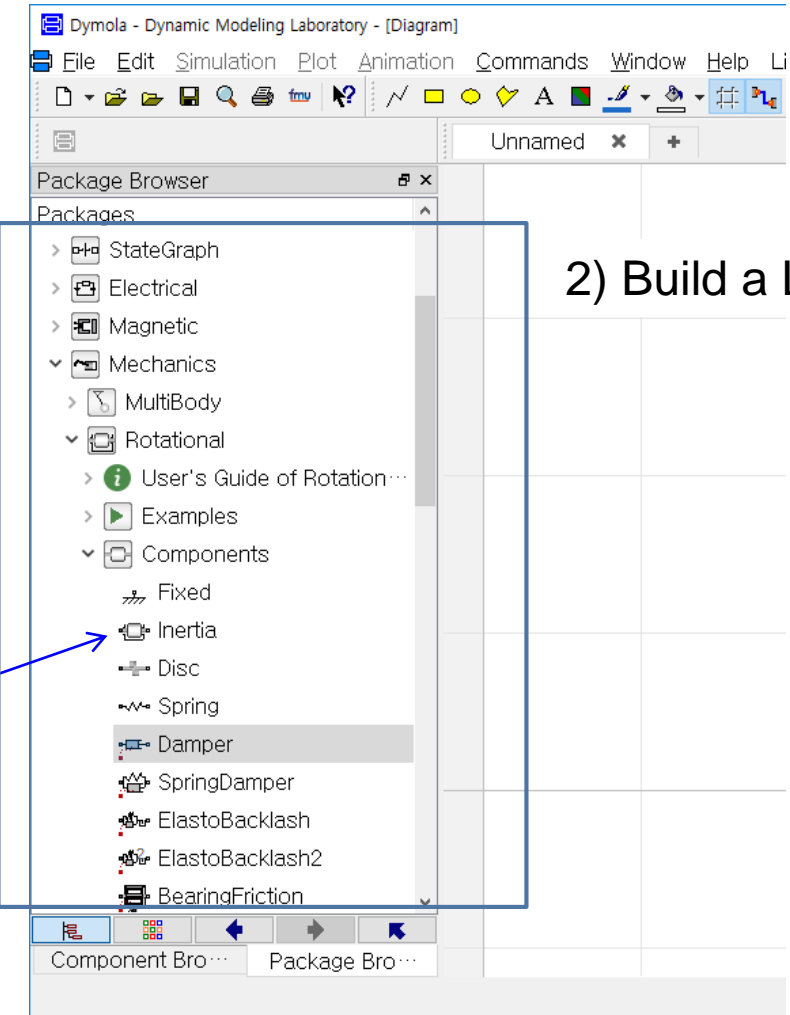 Dymola - Dynamic Modeling Laboratory - [Diagram]
File Edit Simulation Plot Animation Commands Window Help Li
fmu A
Unnamed
Package Browser
Packages
StateGraph
2) Build a L
Electrical
Magnetic
Mechanics
MultiBody
Rotational
User's Guide of Rotation···
Examples
Components
Fixed
Inertia
Disc
Spring
Damper
SpringDamper
ElastoBacklash
ElastoBacklash2
BearingFriction
Component Bro··· Package Bro···